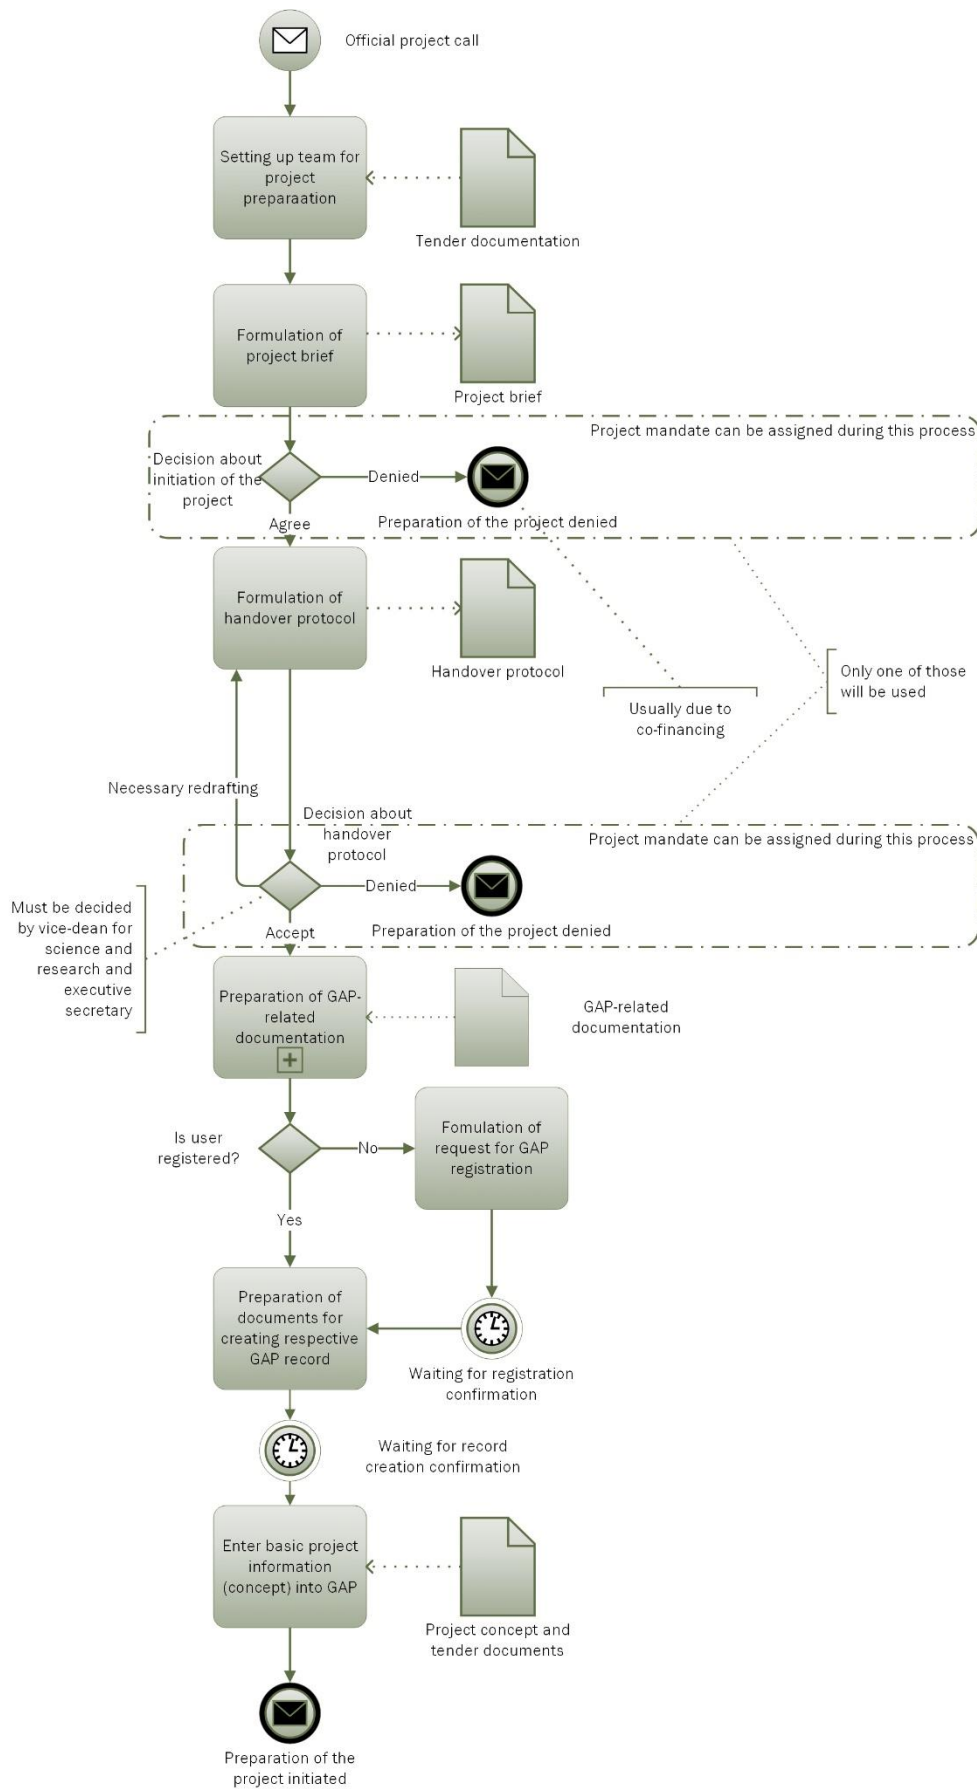 Official project call
Setting up team for
project
preparaation
Tender documentation
Formulation of
project brief
Project brief
Project mandate can be assigned during this process
Decision about
initiation of the
project
Denied
Preparation of the project denied
Agree
Formulation of
handover protocol
Handover protocol
Only one of those
will be used
Usually due to
co-financing
Necessary redrafting
Decision about
handover
protocol
Project mandate can be assigned during this process
Denied
Preparation of the project denied
Must be decided
by vice-dean for
science and
research and
executive
secretary
Accept
Preparation of GAP-
related
documentation
GAP-related
documentation
Is user
registered?
No
Fomulation of
request for GAP
registration
Yes
Preparation of
documents for
creating respective
GAP record
Waiting for registration
confirmation
Waiting for record
creation confirmation
Enter basic project
information
(concept) into GAP
Project concept and
tender documents
Preparation of the
project initiated